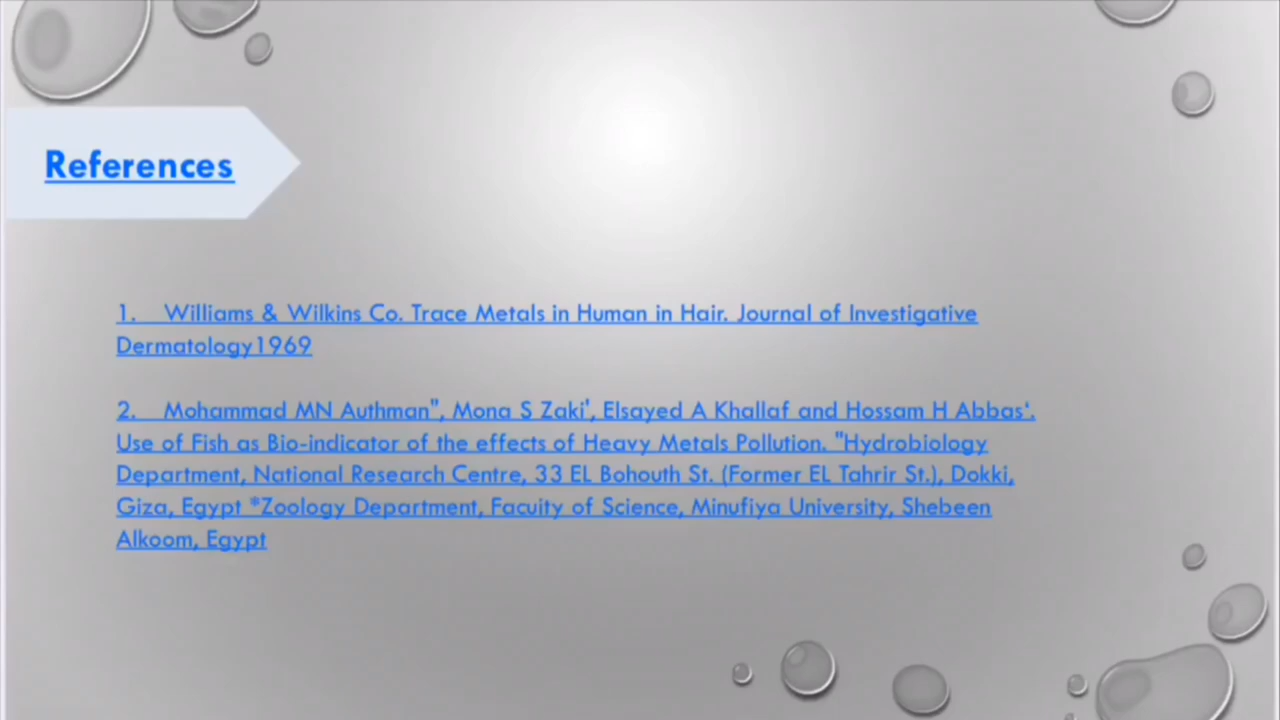 References
1. Williams & Wilkins Co. Trace Metals in Human in Hair. Journal of Investigative
Dermatology1969
2. Mohammad MN Authman", Mona S Zaki', Elsayed A Khallaf and Hossam H Abbas‘.
Use of Fish as Bio-indicator of the effects of Heavy Metals Pollution. "Hydrobiology
Department, National Research Centre, 33 EL Bohouth St. (Former EL Tahrir St.), Dokki,
Giza, Egypt *Zoology Department, Facuity of Science, Minufiya University, Shebeen
Alkoom, Egypt